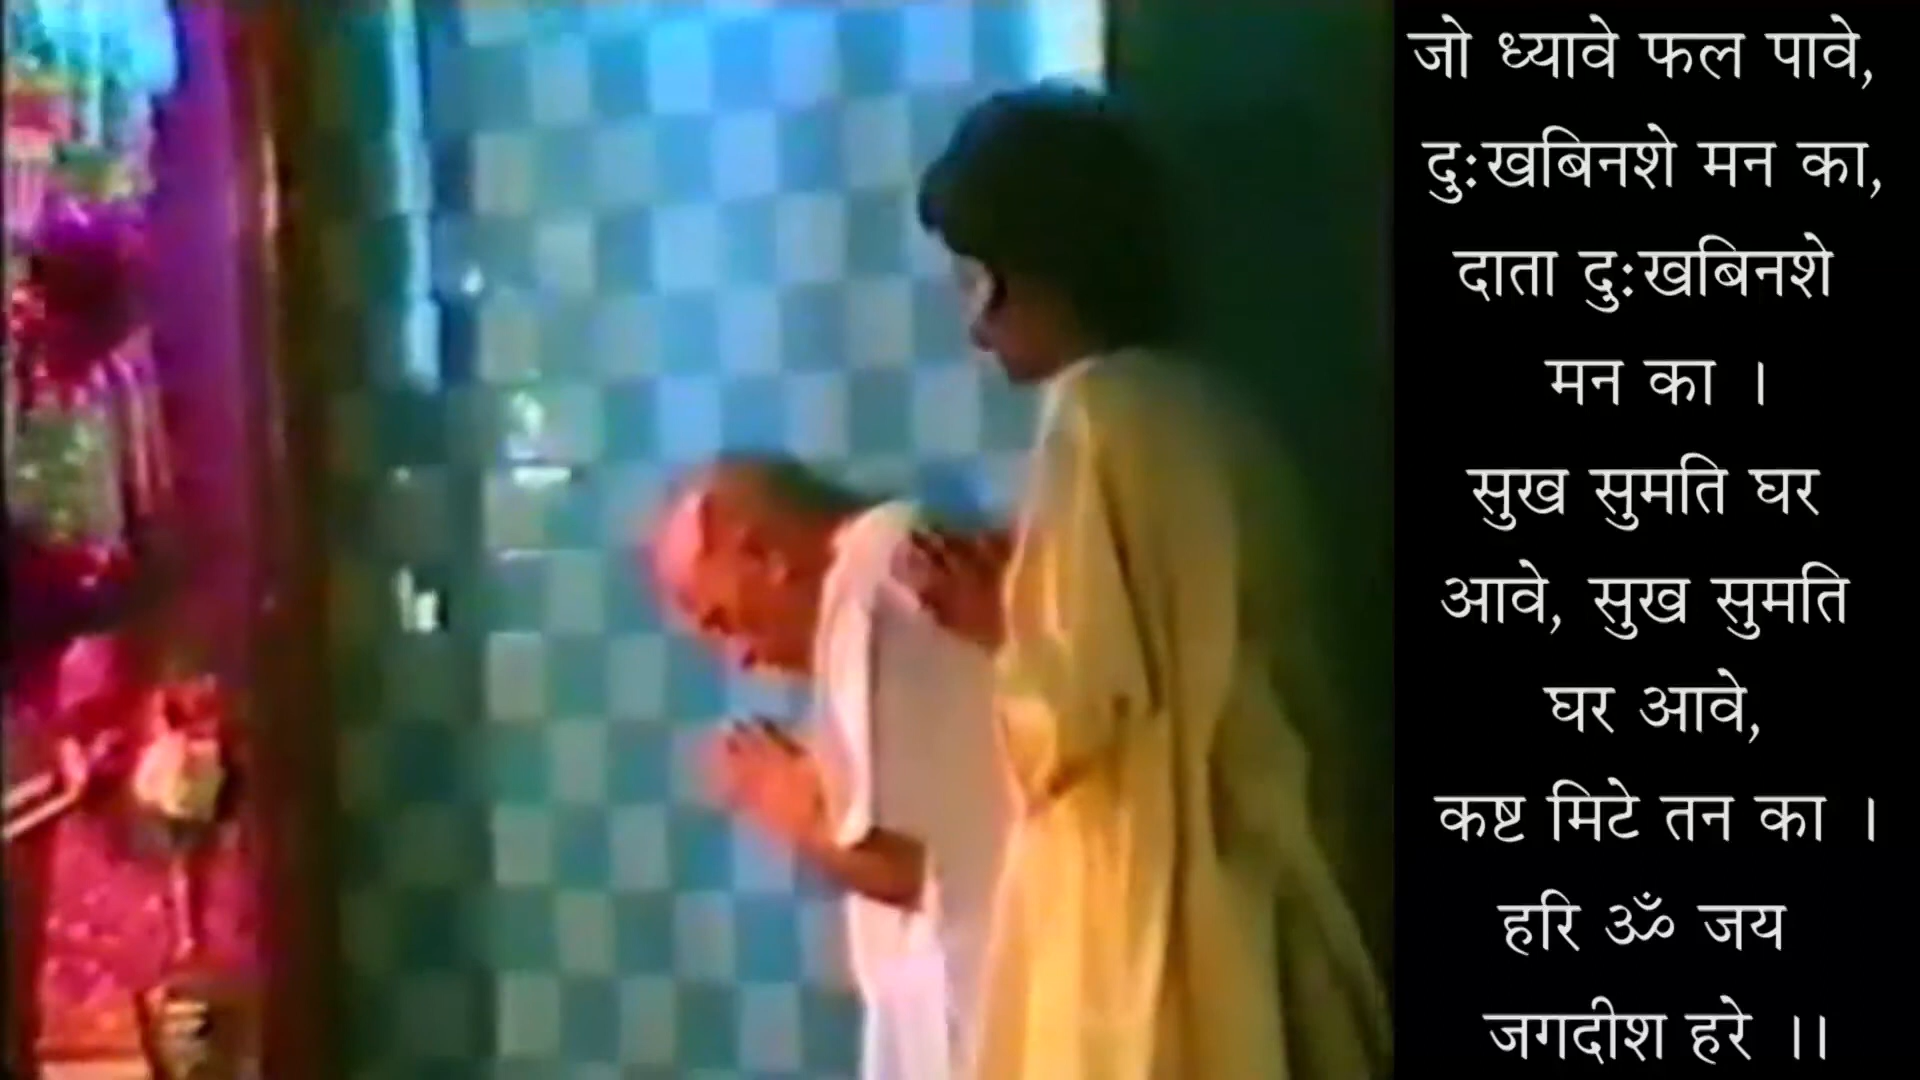 जो ध्यावे फल पावे,
दुःखबिनशे मन का,
दाता दुःखबिनशे
मन का ।
सुख सुमति घर
आवे, सुख सुमति
घर आवे,
कष्ट मिटे तन का ।
हरि ॐ जय
जगदीश हरे ।।